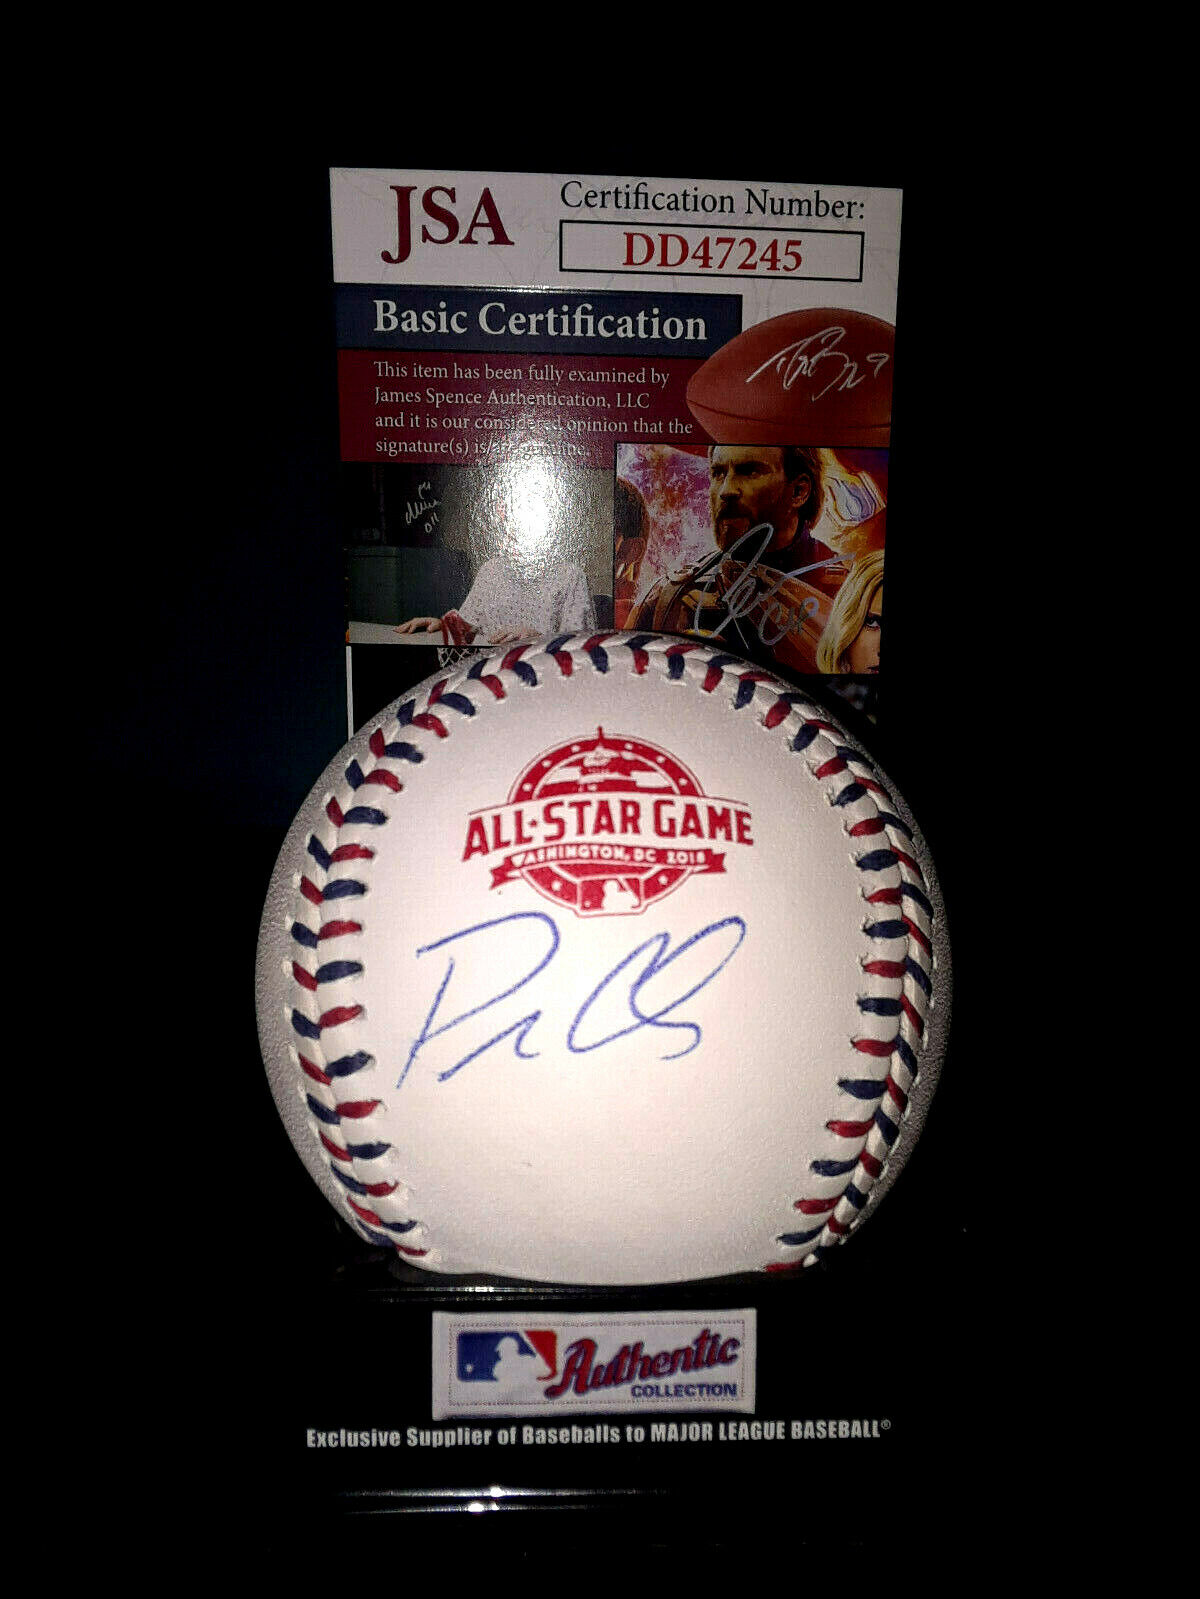 JSA
Certification Number:
DD47245
Basic Certification
This item has been fully examined by
James Spence Authentication, LLC
and it is our considered opinion that the
signature(s) is/are genuine.
ALL-STAR GAME
WASHINGTON, DC 2018
Authentic
COLLECTION
Exclusive Supplier of Baseballs to MAJOR LEAGUE BASEBALL®